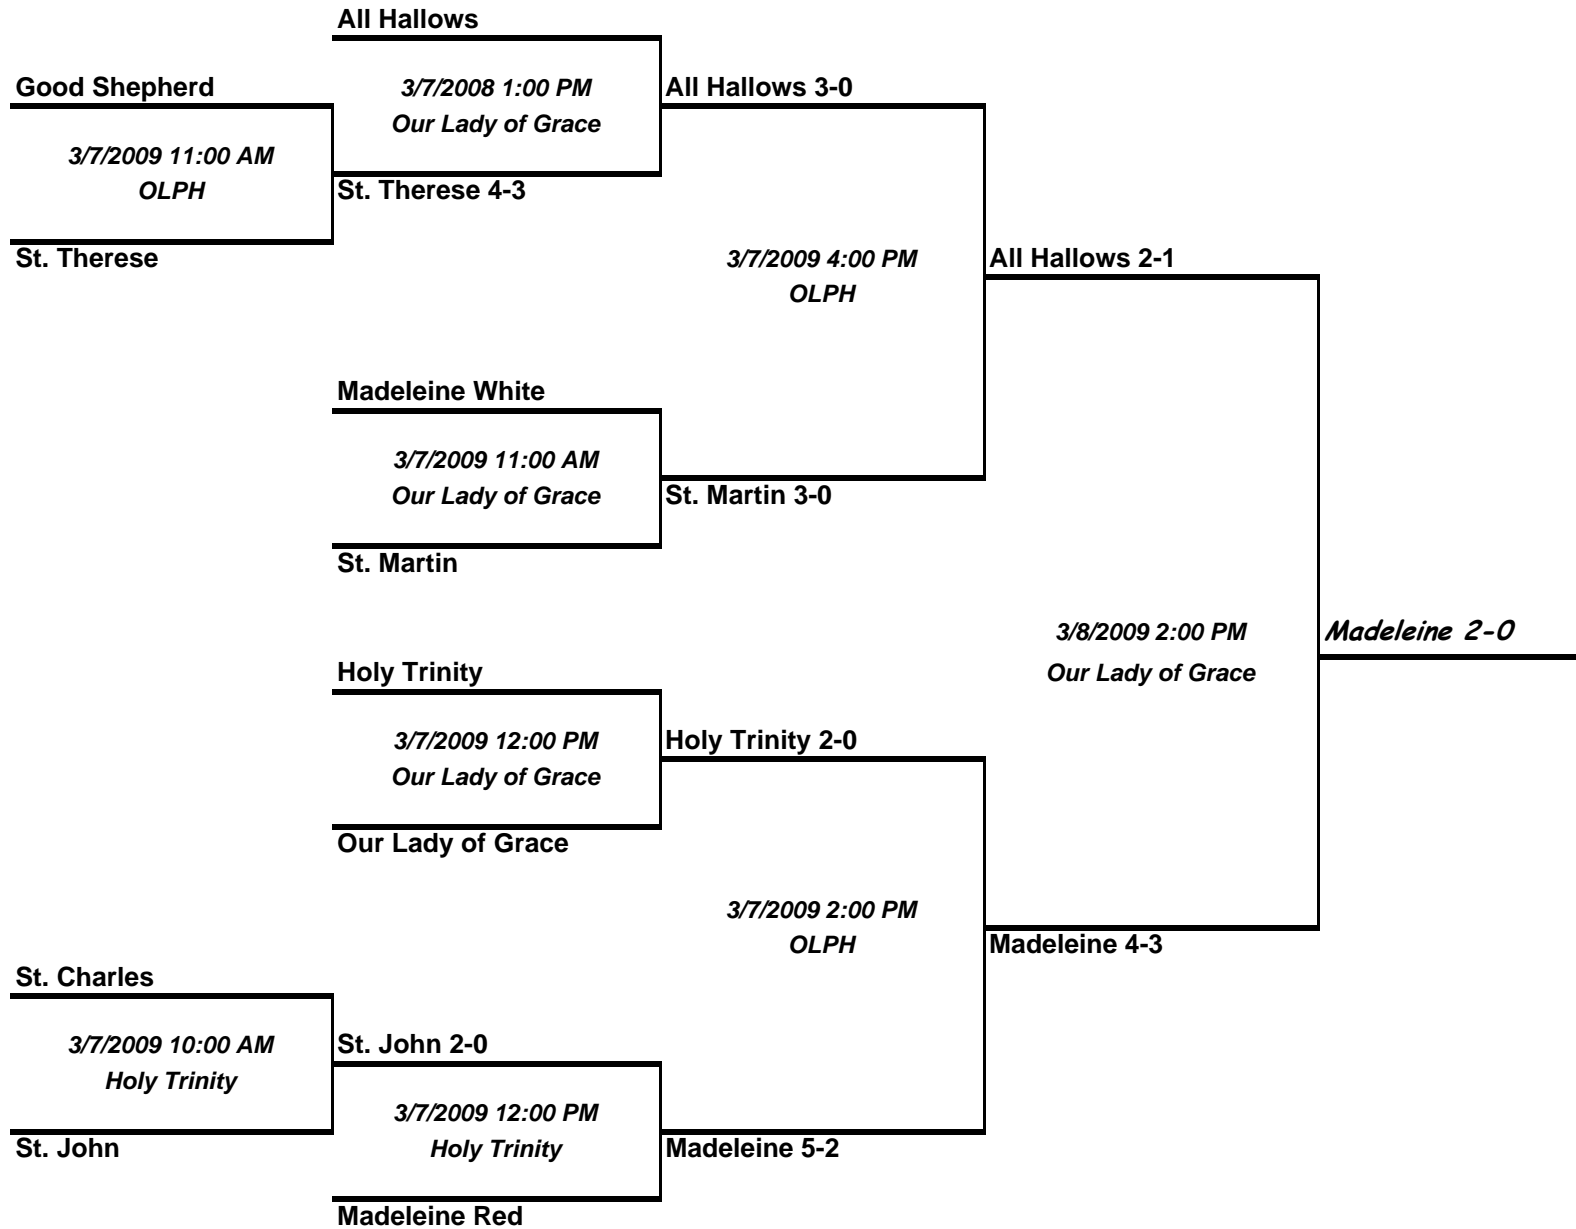 All Hallows
Good Shepherd
3/7/2008 1:00 PM
Our Lady of Grace
All Hallows 3-0
3/7/2009 11:00 AM
OLPH
St. Therese 4-3
St. Therese
3/7/2009 4:00 PM
OLPH
All Hallows 2-1
Madeleine White
3/7/2009 11:00 AM
Our Lady of Grace
St. Martin 3-0
St. Martin
3/8/2009 2:00 PM
Our Lady of Grace
Madeleine 2-0
Holy Trinity
3/7/2009 12:00 PM
Our Lady of Grace
Holy Trinity 2-0
Our Lady of Grace
3/7/2009 2:00 PM
OLPH
Madeleine 4-3
St. Charles
3/7/2009 10:00 AM
Holy Trinity
St. John 2-0
St. John
3/7/2009 12:00 PM
Holy Trinity
Madeleine 5-2
Madeleine Red